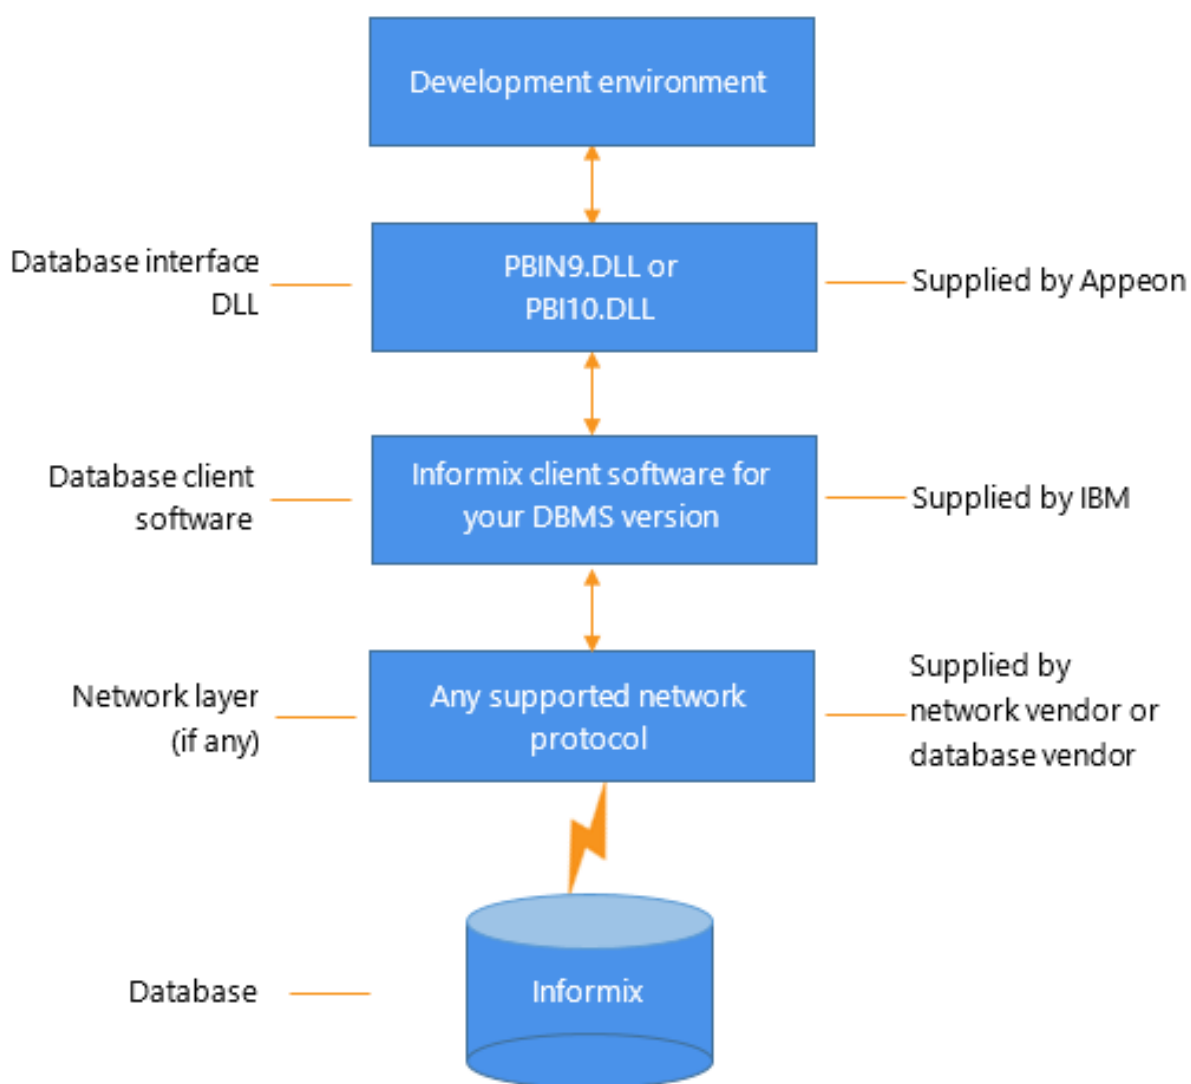 Development environment
Database interface
DLL
PBIN9.DLL or
PBI10.DLL
Supplied by Appeon
Database client
software
Informix client software for
your DBMS version
Supplied by IBM
Network layer
(if any)
Any supported network
protocol
Supplied by
network vendor or
database vendor
Database
Informix